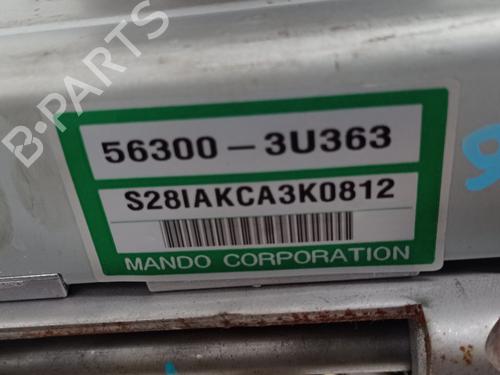 B-PARTS
56300-3U363
S28IAKCA3K0812
MANDO CORPORATION